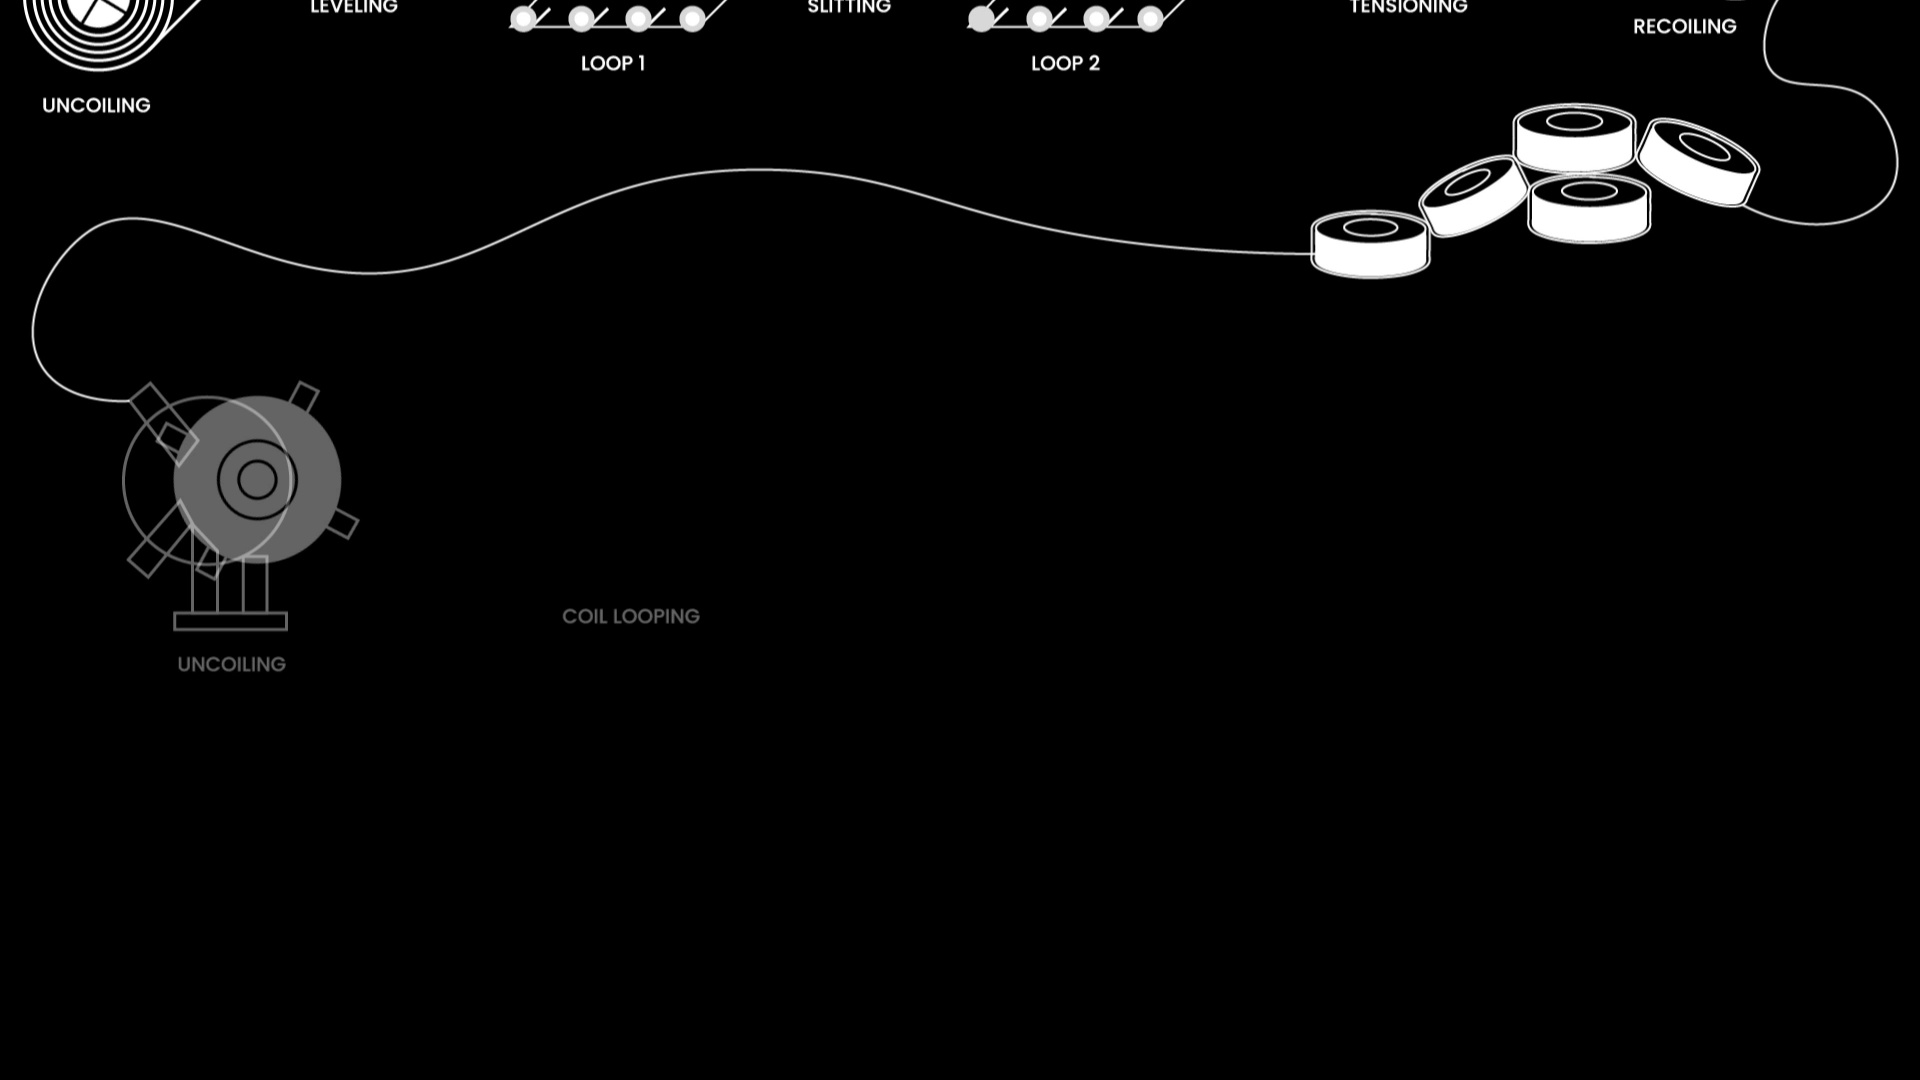 LEVELING
SLITTING
TENSIONING
RECOILING
LOOP 1
LOOP 2
UNCOILING
COIL LOOPING
UNCOILING